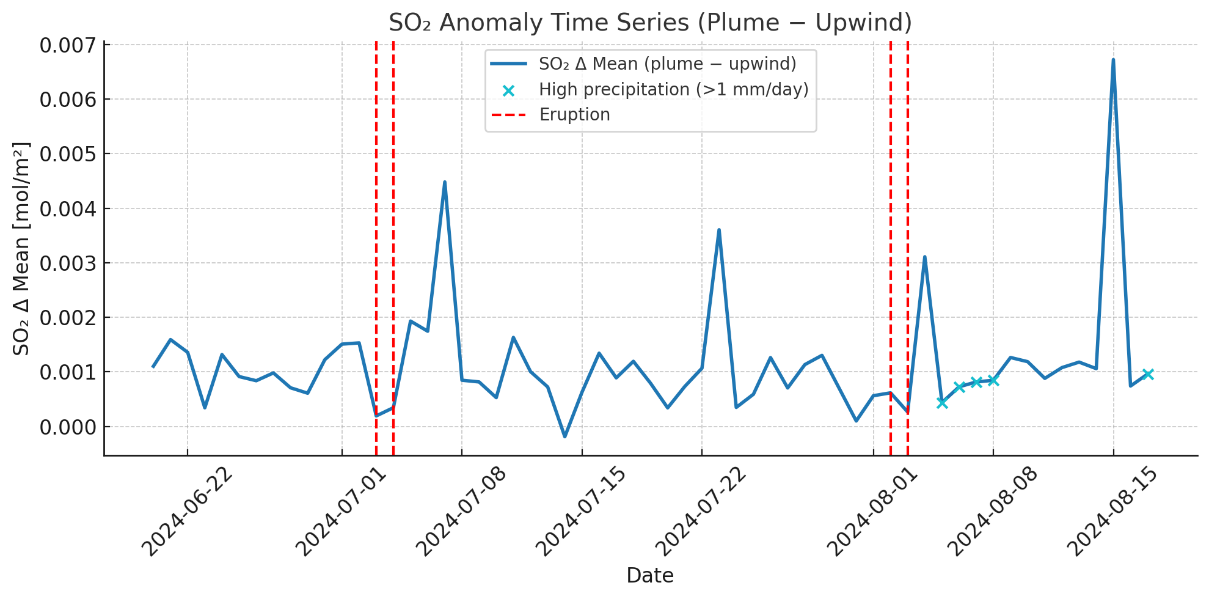 SO₂ Anomaly Time Series (Plume − Upwind)
SO₂ Δ Mean [mol/m²]
0.007
0.006
0.005
0.004
0.003
0.002
0.001
0.000
SO₂ Δ Mean (plume − upwind)
High precipitation (>1 mm/day)
Eruption
2024-06-22
2024-07-01
2024-07-08
2024-07-15
2024-07-22
2024-08-01
2024-08-08
2024-08-15
Date